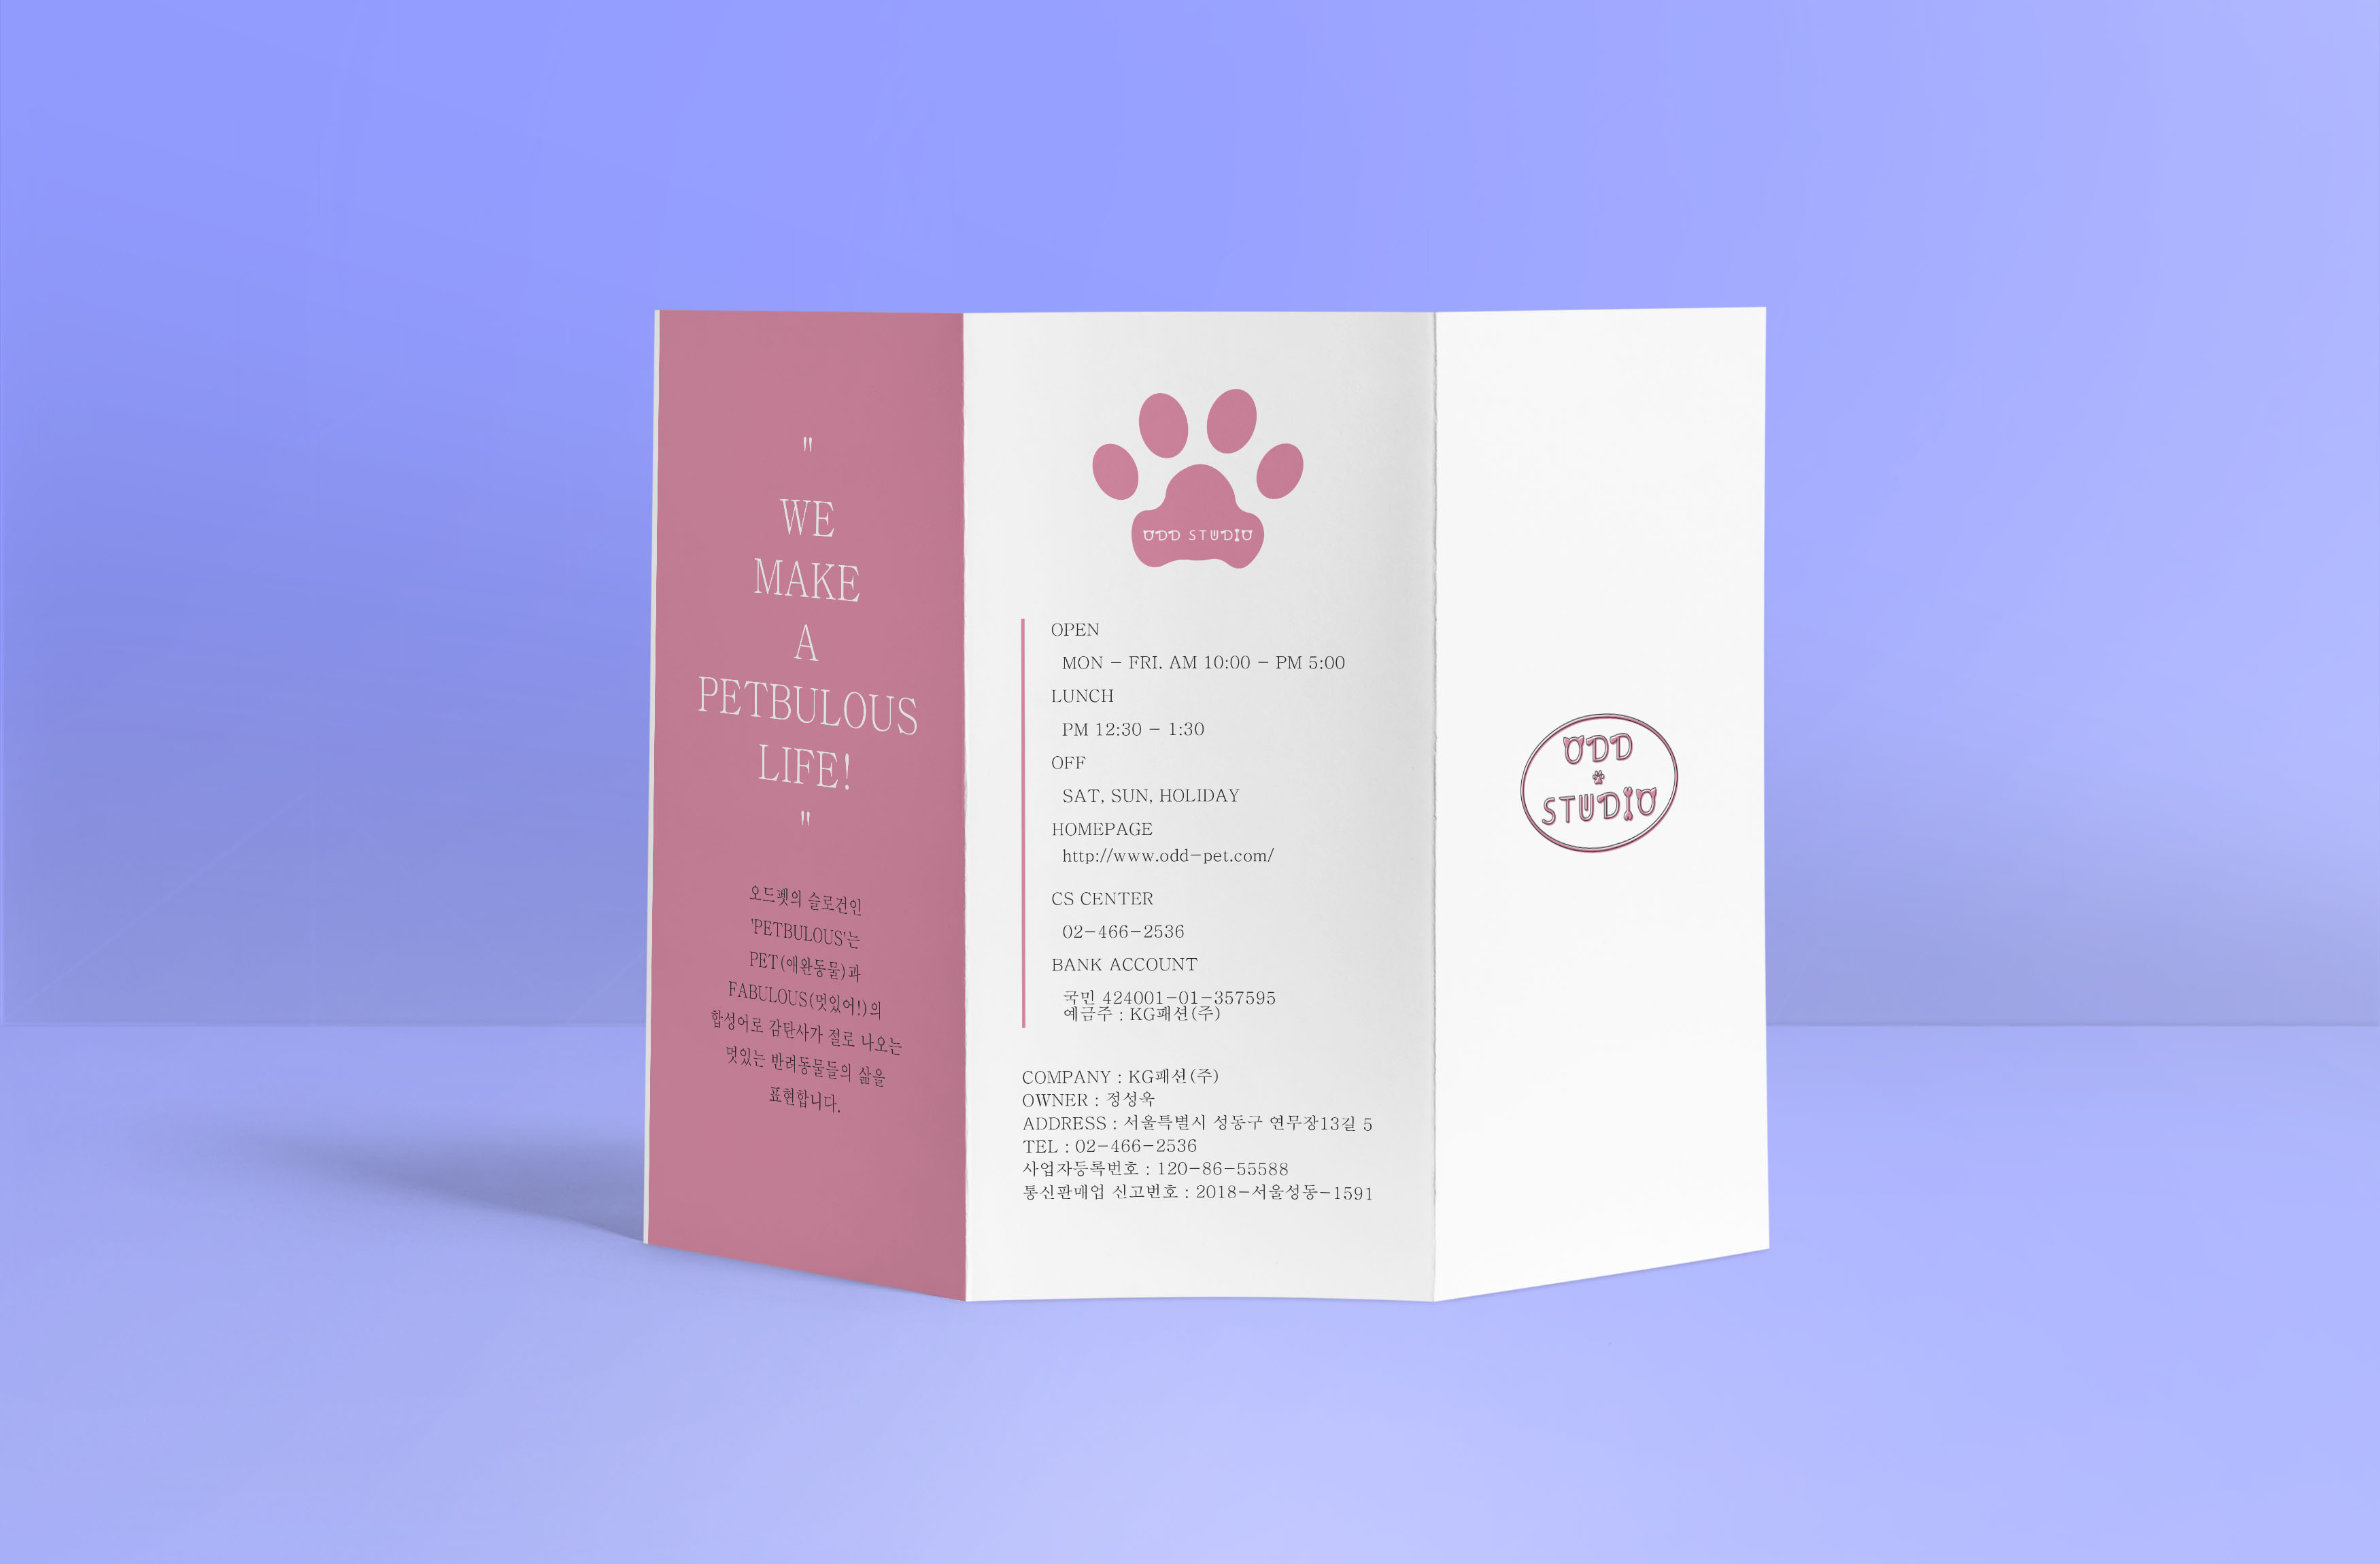 "
WE
MAKE
A
PETBULOUS
LIFE!
"
오드펫의 슬로건인
'PETBULOUS'는
PET(애완동물)과
FABULOUS(멋있어!)의
합성어로 감탄사가 절로 나오는
멋있는 반려동물들의 삶을
표현합니다.
ODD STUDIO
OPEN
MON - FRI. AM 10:00 - PM 5:00
LUNCH
PM 12:30 - 1:30
OFF
SAT, SUN, HOLIDAY
HOMEPAGE
http://www.odd-pet.com/
CS CENTER
02-466-2536
BANK ACCOUNT
국민 424001-01-357595
예금주 : KG패션(주)
COMPANY : KG패션(주)
OWNER : 정성욱
ADDRESS : 서울특별시 성동구 연무장13길 5
TEL : 02-466-2536
사업자등록번호 : 120-86-55588
통신판매업 신고번호 : 2018-서울성동-1591
ODD
STUDIO